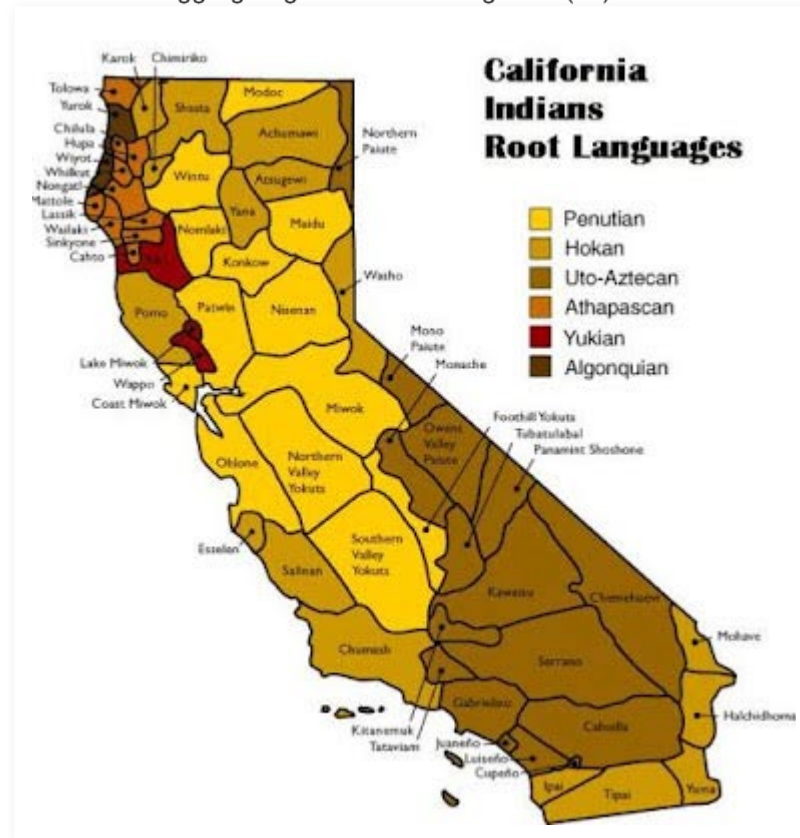 California
Indians
Root Languages
Penutian
Hokan
Uto-Aztecan
Athapascan
Yukian
Algonquian
Karok
Chimiriko
Tolowa
Yurok
Chilula
Hupa
Wiyot
Whilkut
Nongatl
Mattole
Lassik
Wailaki
Sinkyone
Cahto
Shasta
Modoc
Achumawi
Northern
Paiute
Atsugewi
Wintu
Yana
Nomlaki
Maidu
Konkow
Washo
Pomo
Patwin
Nisenan
Lake Miwok
Wappo
Coast Miwok
Mono
Paiute
Monache
Miwok
Foothill Yokuts
Tubatulabal
Panamint Shoshone
Owens
Valley
Paiute
Ohlone
Northern
Valley
Yokuts
Esselen
Salinan
Southern
Valley
Yokuts
Kawaiisu
Chemehuevi
Chumash
Serrano
Mohave
Halchidhoma
Kitanemuk
Tataviam
Gabrielino
Cahuilla
Juaneño
Luiseño
Cupeño
Ipai
Tipai
Yuma